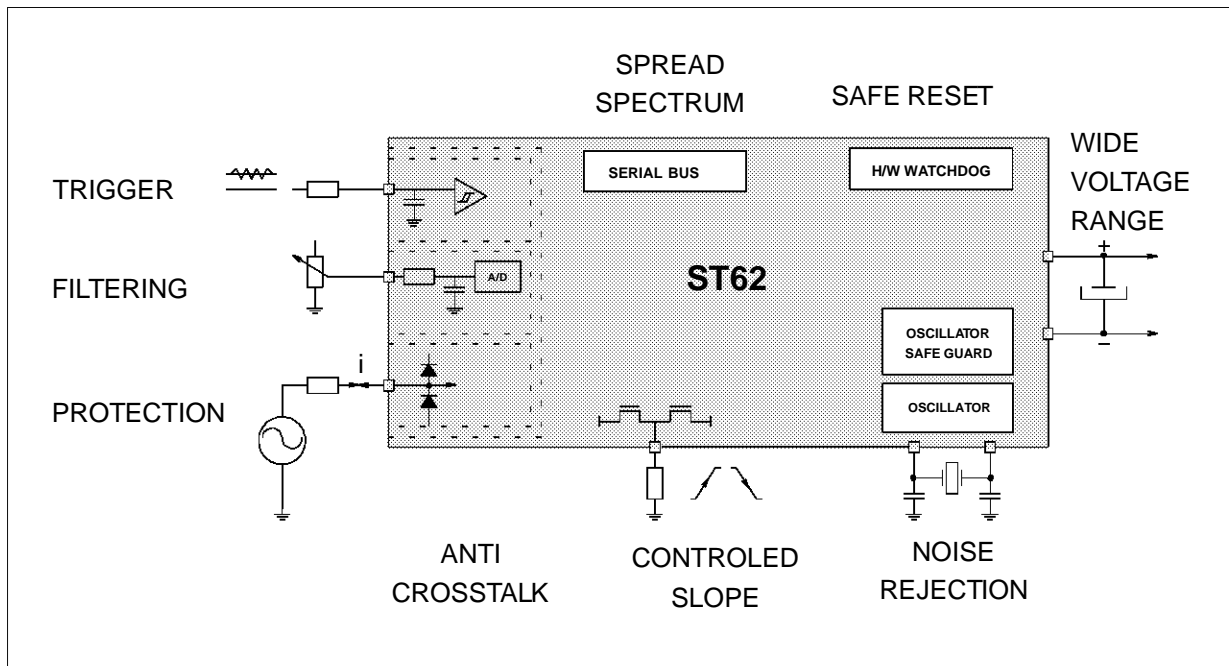 SPREAD
SPECTRUM
SAFE RESET
WIDE
VOLTAGE
RANGE
TRIGGER
SERIAL BUS
H/W WATCHDOG
+
FILTERING
A/D
ST62
OSCILLATOR
SAFE GUARD
−
i
PROTECTION
OSCILLATOR
ANTI
CROSSTALK
CONTROLED
SLOPE
NOISE
REJECTION